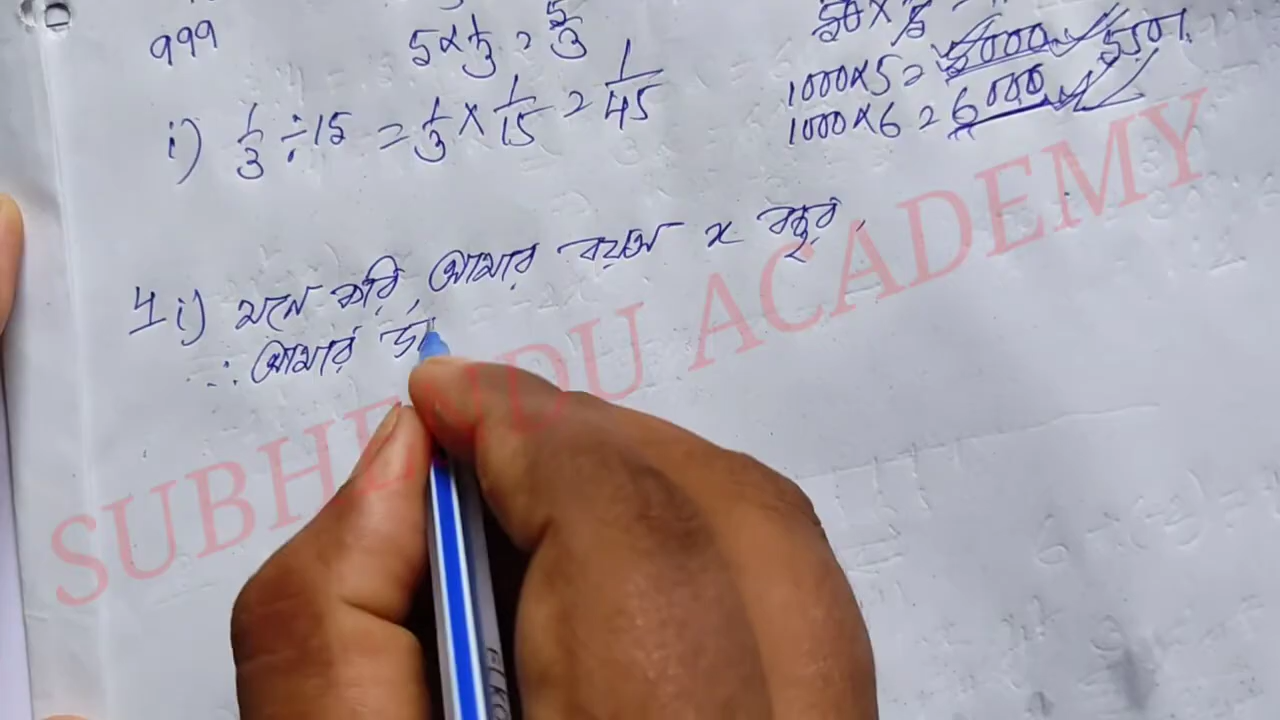 999
5 × 1/3 = 5/3
1000×5 = 5000
5501
1000×6 = 6000
i) 1/3 ÷ 15 = 1/3 × 1/15 = 1/45
4 i) মনে করি, আমার বয়স x বছর,
∴ আমার
SUBHENDU ACADEMY